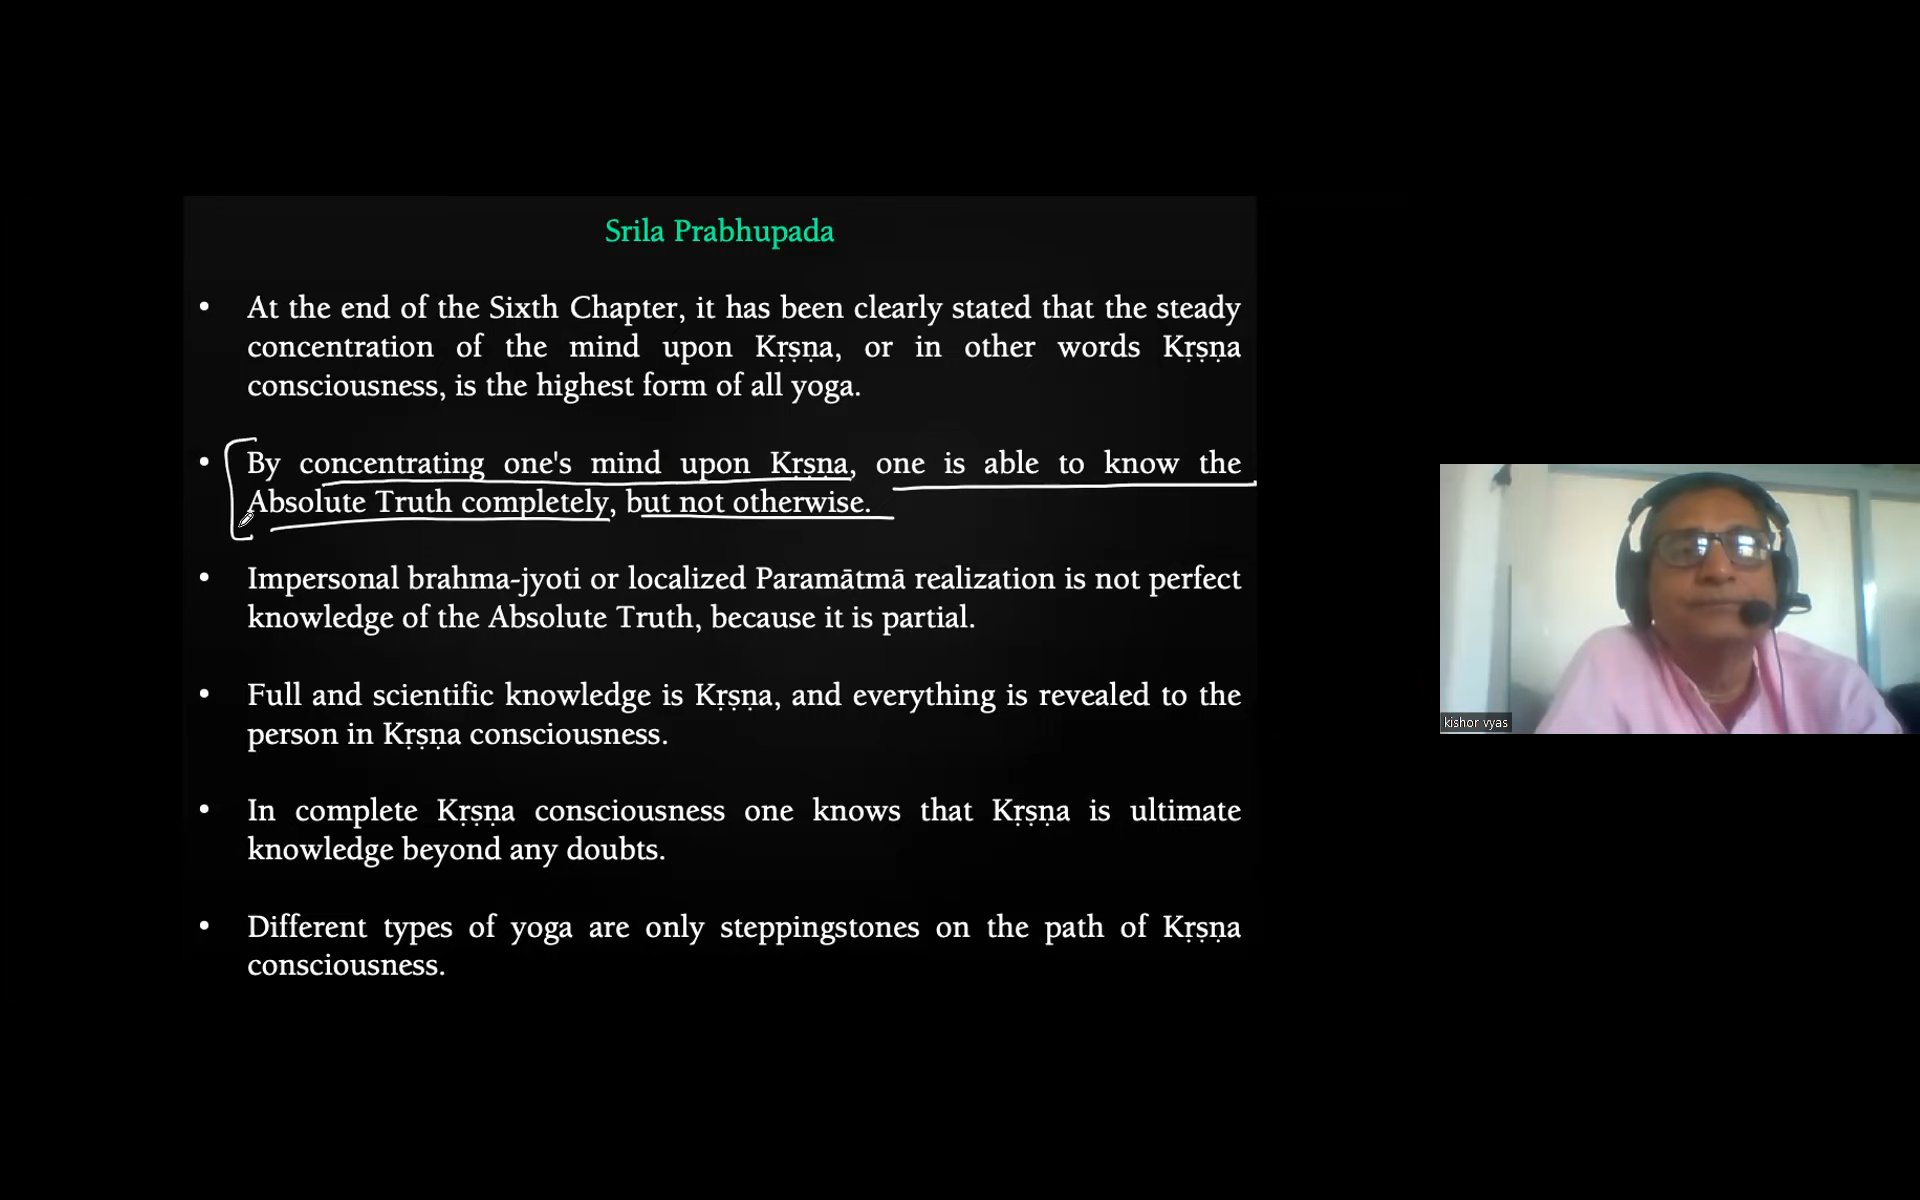 Srila Prabhupada
• At the end of the Sixth Chapter, it has been clearly stated that the steady
concentration of the mind upon Kṛṣṇa, or in other words Kṛṣṇa
consciousness, is the highest form of all yoga.
• By concentrating one's mind upon Kṛṣṇa, one is able to know the
Absolute Truth completely, but not otherwise.
• Impersonal brahma-jyoti or localized Paramātmā realization is not perfect
knowledge of the Absolute Truth, because it is partial.
• Full and scientific knowledge is Kṛṣṇa, and everything is revealed to the
person in Kṛṣṇa consciousness.
• In complete Kṛṣṇa consciousness one knows that Kṛṣṇa is ultimate
knowledge beyond any doubts.
• Different types of yoga are only steppingstones on the path of Kṛṣṇa
consciousness.
kishor vyas